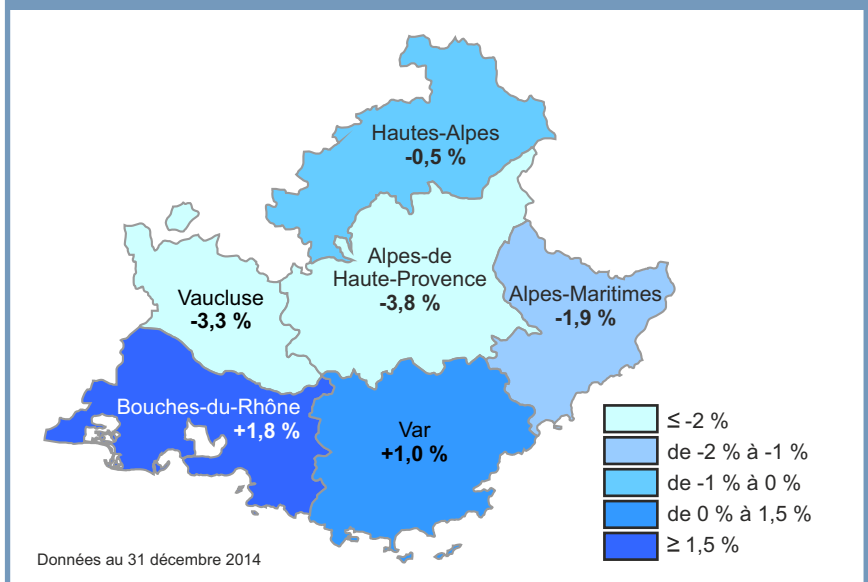 Hautes-Alpes
-0,5 %
Alpes-de
Haute-Provence
-3,8 %
Vaucluse
-3,3 %
Alpes-Maritimes
-1,9 %
Bouches-du-Rhône
+1,8 %
Var
+1,0 %
≤ -2 %
de -2 % à -1 %
de -1 % à 0 %
de 0 % à 1,5 %
≥ 1,5 %
Données au 31 décembre 2014